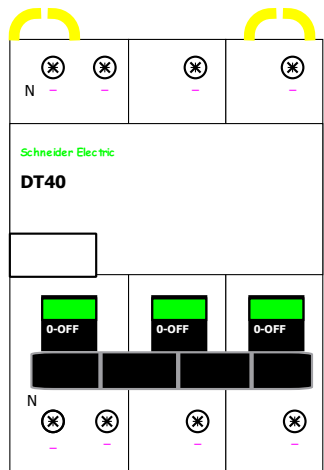 N
Schneider Electric
DT40
0-OFF 0-OFF 0-OFF
N